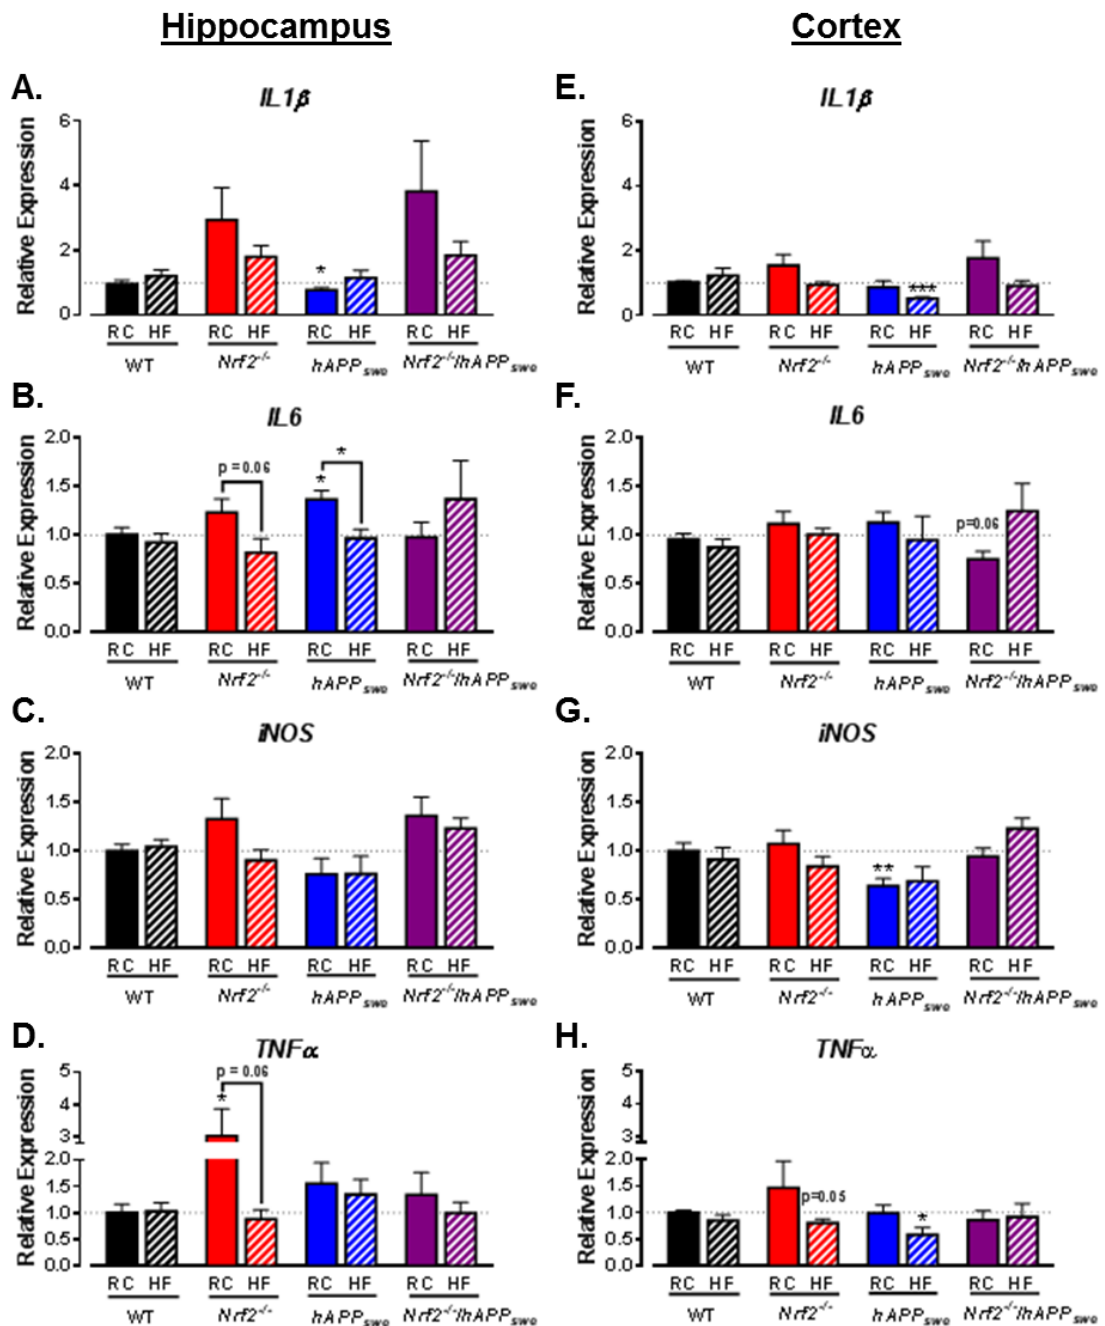 Hippocampus
A.
IL1β
Relative Expression
6
4
2
0
*
RC HF RC HF RC HF RC HF
WT Nrf2-/- hAPPswe Nrf2-/-/hAPPswe
B.
IL6
Relative Expression
2.0
1.5
1.0
0.5
0.0
p = 0.06
*
*
RC HF RC HF RC HF RC HF
WT Nrf2-/- hAPPswe Nrf2-/-/hAPPswe
C.
iNOS
Relative Expression
2.0
1.5
1.0
0.5
0.0
RC HF RC HF RC HF RC HF
WT Nrf2-/- hAPPswe Nrf2-/-/hAPPswe
D.
TNFα
Relative Expression
5
4
3
2.0
1.5
1.0
0.5
0.0
p = 0.06
*
RC HF RC HF RC HF RC HF
WT Nrf2-/- hAPPswe Nrf2-/-/hAPPswe
Cortex
E.
IL1β
Relative Expression
6
4
2
0
***
RC HF RC HF RC HF RC HF
WT Nrf2-/- hAPPswe Nrf2-/-/hAPPswe
F.
IL6
Relative Expression
2.0
1.5
1.0
0.5
0.0
p=0.06
RC HF RC HF RC HF RC HF
WT Nrf2-/- hAPPswe Nrf2-/-/hAPPswe
G.
iNOS
Relative Expression
2.0
1.5
1.0
0.5
0.0
**
RC HF RC HF RC HF RC HF
WT Nrf2-/- hAPPswe Nrf2-/-/hAPPswe
H.
TNFα
Relative Expression
5
4
3
2.0
1.5
1.0
0.5
0.0
p=0.05
*
RC HF RC HF RC HF RC HF
WT Nrf2-/- hAPPswe Nrf2-/-/hAPPswe